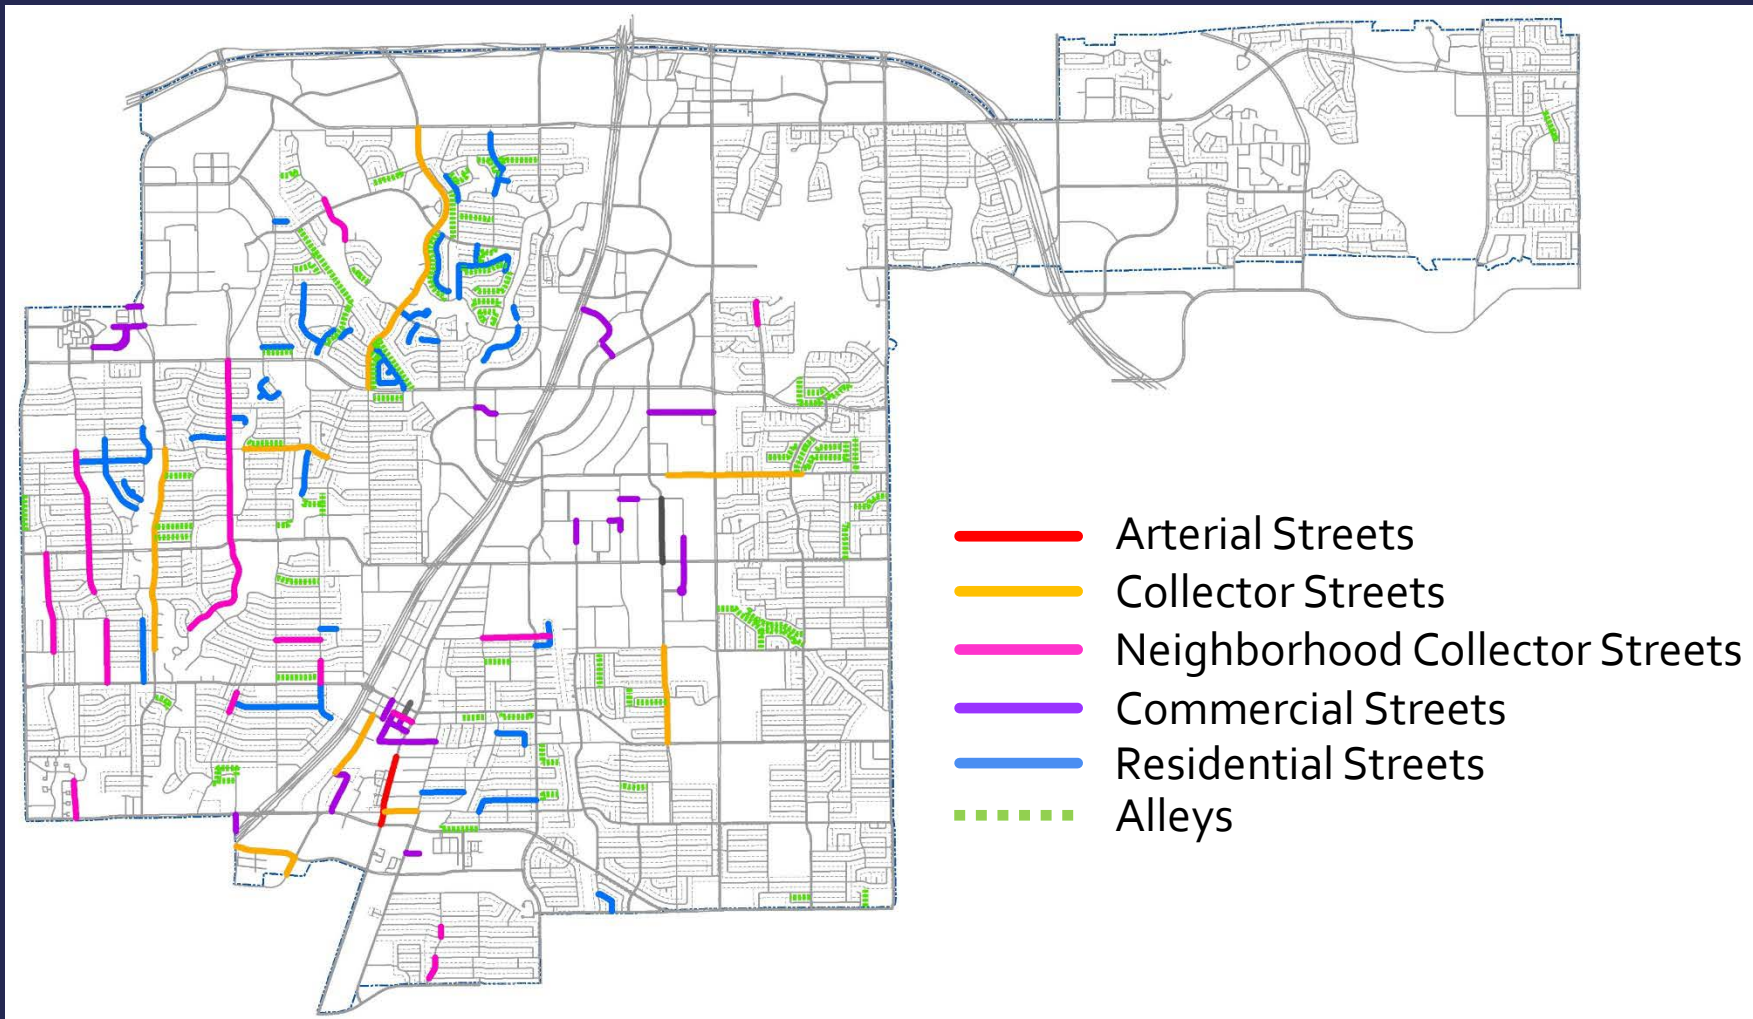 Arterial Streets
Collector Streets
Neighborhood Collector Streets
Commercial Streets
Residential Streets
Alleys